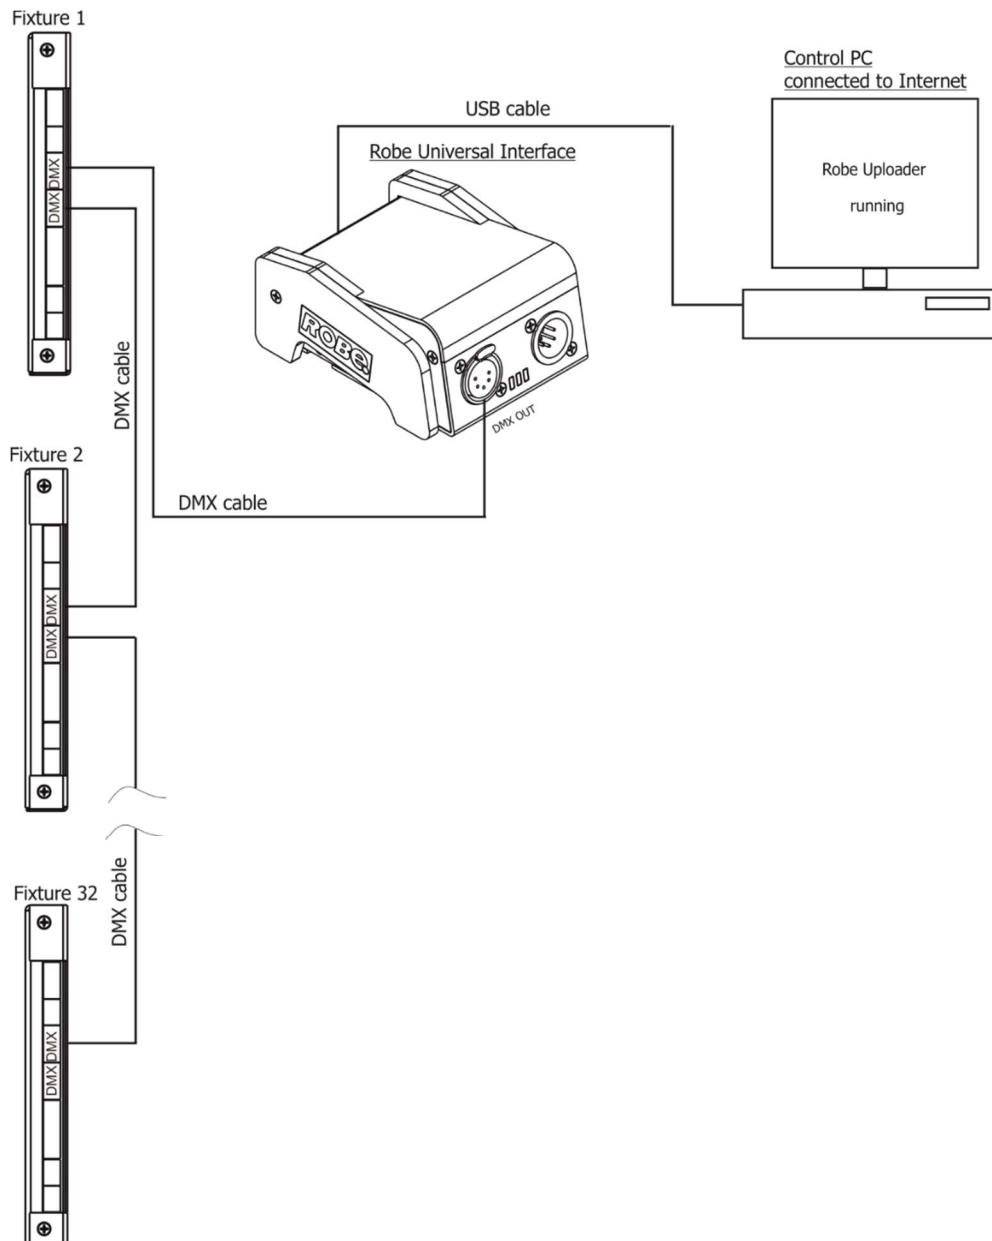 Fixture 1
DMX
DMX
DMX cable
Control PC
connected to Internet
Robe Uploader
running
USB cable
Robe Universal Interface
ROBE
DMX OUT
DMX cable
Fixture 2
DMX
DMX
DMX cable
Fixture 32
DMX
DMX